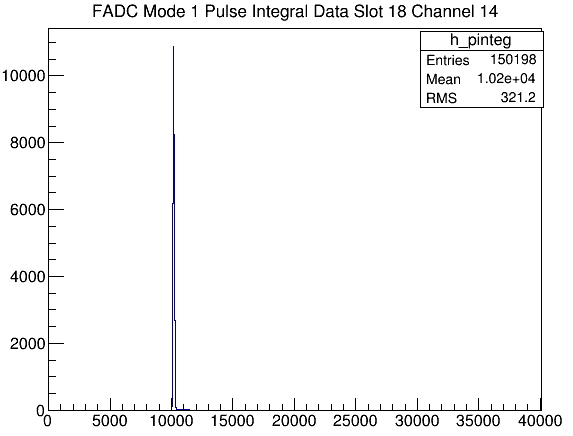 FADC Mode 1 Pulse Integral Data Slot 18 Channel 14
h_pinteg
Entries 150198
Mean 1.02e+04
RMS 321.2
10000
8000
6000
4000
2000
0
0 5000 10000 15000 20000 25000 30000 35000 40000